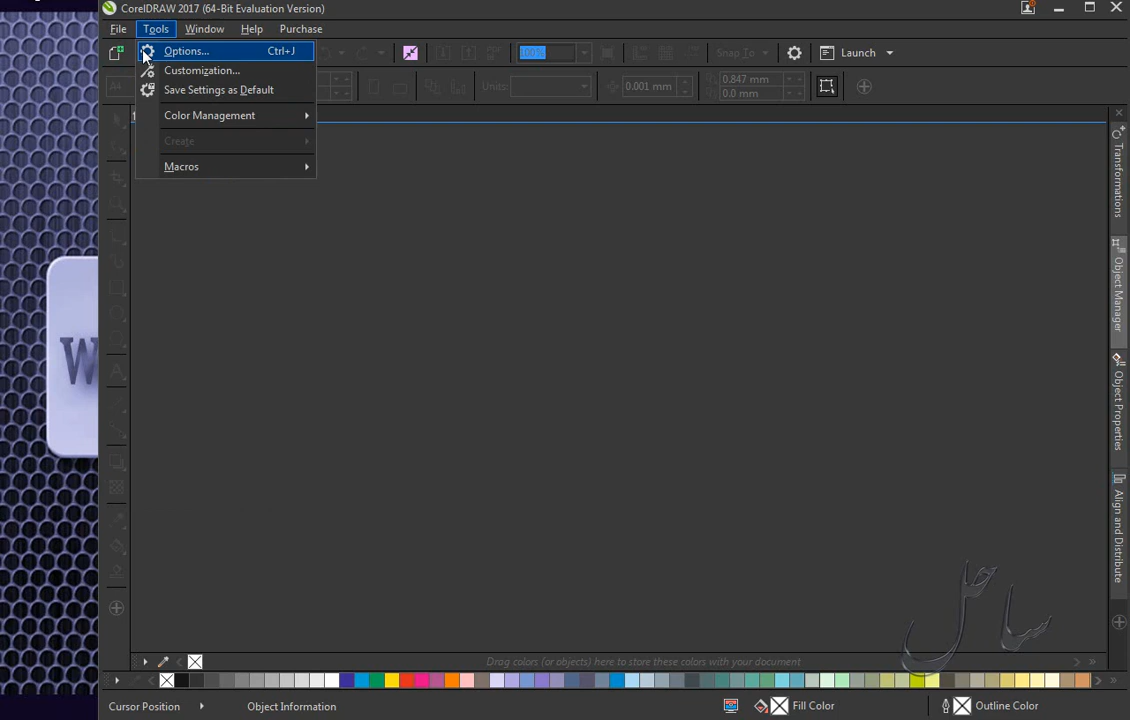 CorelDRAW 2017 (64-Bit Evaluation Version)
File Tools Window Help Purchase
Options... Ctrl+J
Customization...
Save Settings as Default
Color Management
Create
Macros
100%
Snap To
Launch
A4
Units:
0.001 mm
0.847 mm
0.0 mm
W
Transformations
Object Manager
Object Properties
Align and Distribute
Drag colors (or objects) here to store these colors with your document
Cursor Position
Object Information
Fill Color
Outline Color